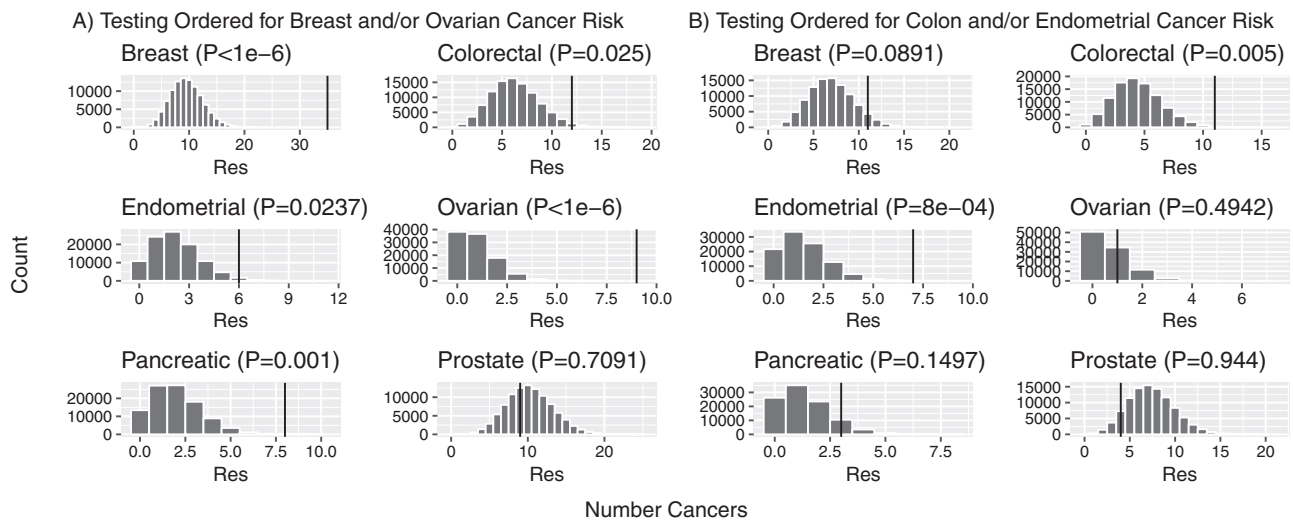 A) Testing Ordered for Breast and/or Ovarian Cancer Risk
B) Testing Ordered for Colon and/or Endometrial Cancer Risk
Breast (P<1e−6)
Colorectal (P=0.025)
Breast (P=0.0891)
Colorectal (P=0.005)
10000
5000
0
0 10 20 30
Res
15000
10000
5000
0
0 5 10 15 20
Res
15000
10000
5000
0
0 5 10 15 20
Res
20000
15000
10000
5000
0
0 5 10 15
Res
Endometrial (P=0.0237)
Ovarian (P<1e−6)
Endometrial (P=8e−04)
Ovarian (P=0.4942)
Count
20000
10000
0
0 3 6 9 12
Res
40000
30000
20000
10000
0
0.0 2.5 5.0 7.5 10.0
Res
30000
20000
10000
0
0.0 2.5 5.0 7.5 10.0
Res
50000
40000
30000
20000
10000
0
0 2 4 6
Res
Pancreatic (P=0.001)
Prostate (P=0.7091)
Pancreatic (P=0.1497)
Prostate (P=0.944)
20000
10000
0
0.0 2.5 5.0 7.5 10.0
Res
10000
5000
0
0 10 20
Res
30000
20000
10000
0
0.0 2.5 5.0 7.5
Res
15000
10000
5000
0
0 5 10 15 20
Res
Number Cancers